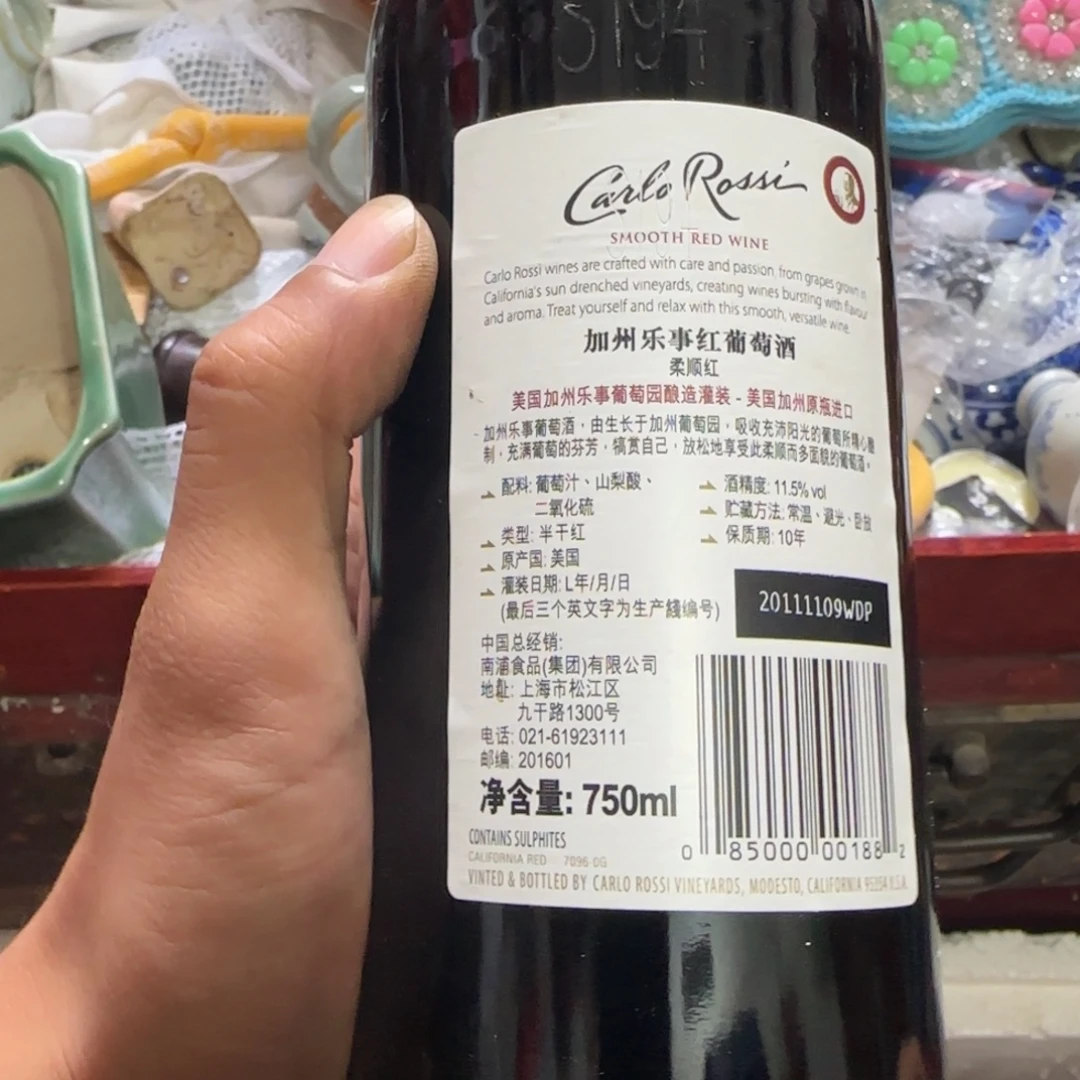 5194
Carlo Rossi
SMOOTH RED WINE
Carlo Rossi wines are crafted with care and passion, from grapes grown in
California's sun drenched vineyards, creating wines bursting with flavour
and aroma. Treat yourself and relax with this smooth, versatile wine.
加州乐事红葡萄酒
柔顺红
美国加州乐事葡萄园酿造灌装 - 美国加州原瓶进口
加州乐事葡萄酒，由生长于加州葡萄园，吸收充沛阳光的葡萄所精心酿
制，充满葡萄的芬芳，犒赏自己，放松地享受此柔顺而多面貌的葡萄酒。
配料: 葡萄汁、山梨酸、
二氧化硫
类型: 半干红
原产国: 美国
灌装日期: L年/月/日
(最后三个英文字为生产綫编号)
酒精度: 11.5% vol
贮藏方法: 常温、避光、卧放
保质期: 10年
20111109WDP
中国总经销:
南浦食品(集团)有限公司
地址: 上海市松江区
九干路1300号
电话: 021-61923111
邮编: 201601
净含量: 750ml
CONTAINS SULPHITES
CALIFORNIA RED 7096-DG
0 85000 00188 2
VINTED & BOTTLED BY CARLO ROSSI VINEYARDS, MODESTO, CALIFORNIA 95354 U.S.A.